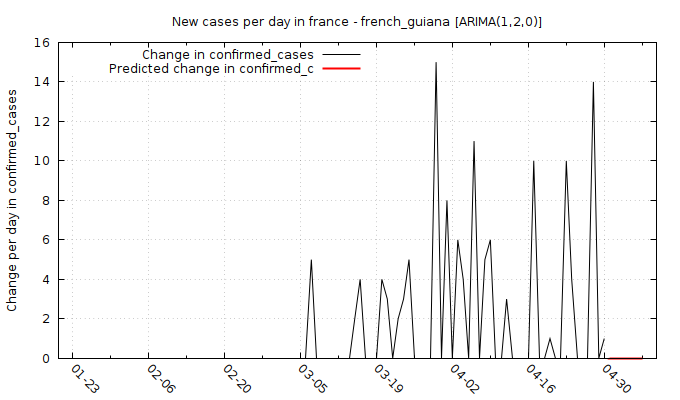 New cases per day in france - french_guiana [ARIMA(1,2,0)]
Change in confirmed_cases
Predicted change in confirmed_c
Change per day in confirmed_cases
16
14
12
10
8
6
4
2
0
01-23 02-06 02-20 03-05 03-19 04-02 04-16 04-30